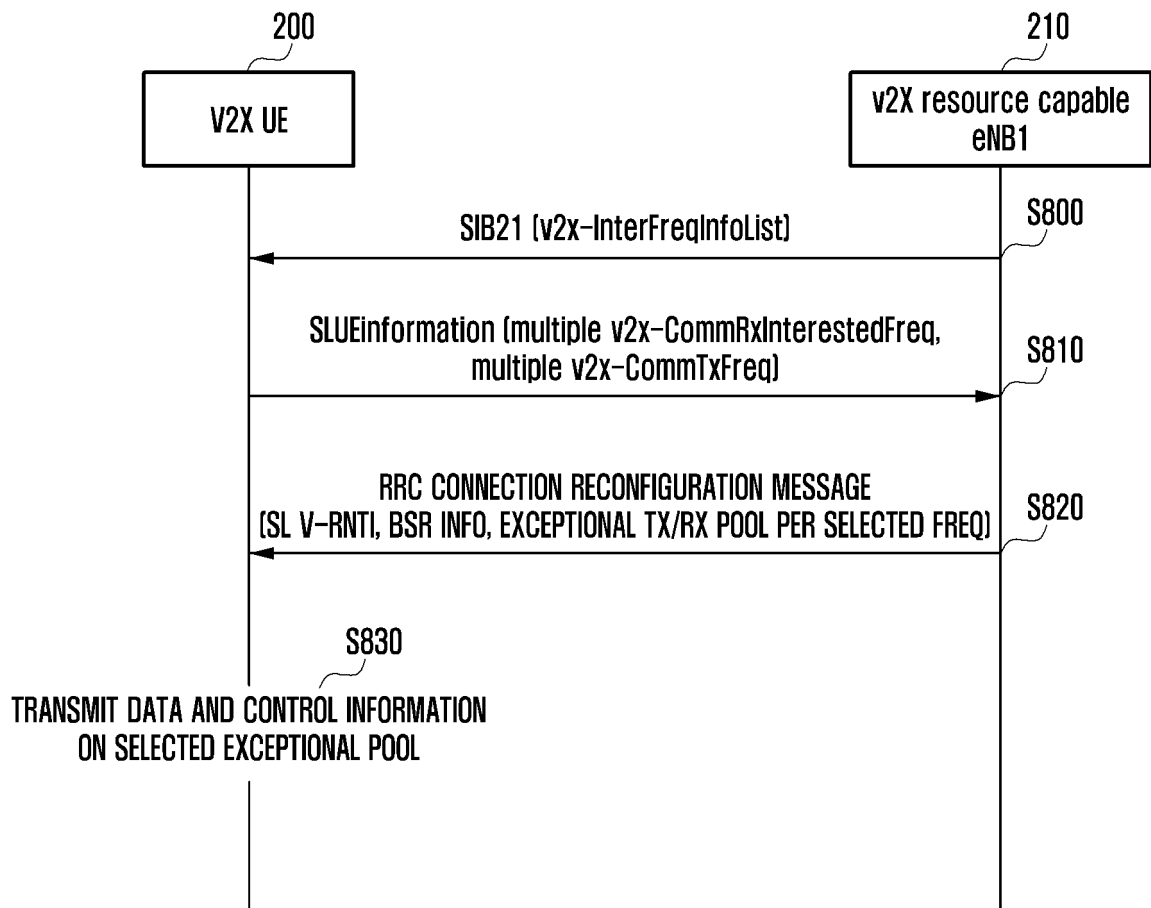 200
210
V2X UE
v2X resource capable
eNB1
SIB21 (v2x-InterFreqInfoList)
S800
SLUEinformation (multiple v2x-CommRxInterestedFreq,
multiple v2x-CommTxFreq)
S810
RRC CONNECTION RECONFIGURATION MESSAGE
(SL V-RNTI, BSR INFO, EXCEPTIONAL TX/RX POOL PER SELECTED FREQ)
S820
S830
TRANSMIT DATA AND CONTROL INFORMATION
ON SELECTED EXCEPTIONAL POOL